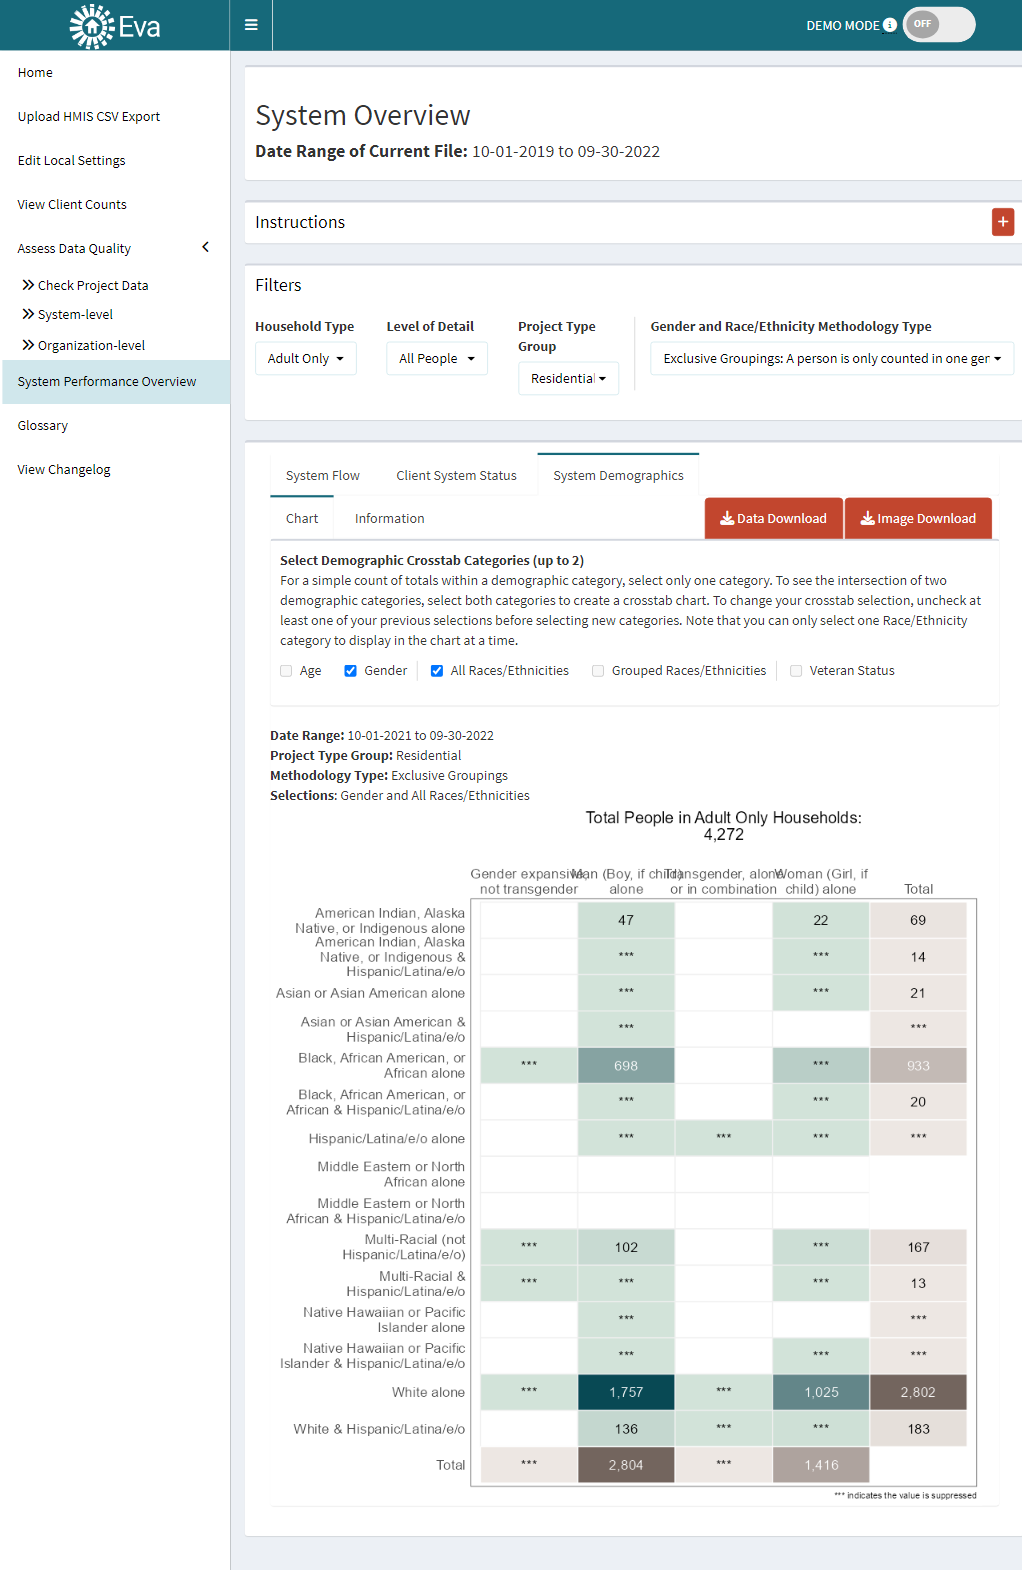 Eva
DEMO MODE
OFF
Home
Upload HMIS CSV Export
Edit Local Settings
View Client Counts
Assess Data Quality
Check Project Data
System-level
Organization-level
System Performance Overview
Glossary
View Changelog
System Overview
Date Range of Current File: 10-01-2019 to 09-30-2022
Instructions
+
Filters
Household Type
Adult Only
Level of Detail
All People
Project Type
Group
Residential
Gender and Race/Ethnicity Methodology Type
Exclusive Groupings: A person is only counted in one ger
System Flow Client System Status System Demographics
Chart Information Data Download Image Download
Select Demographic Crosstab Categories (up to 2)
For a simple count of totals within a demographic category, select only one category. To see the intersection of two
demographic categories, select both categories to create a crosstab chart. To change your crosstab selection, uncheck at
least one of your previous selections before selecting new categories. Note that you can only select one Race/Ethnicity
category to display in the chart at a time.
Age Gender All Races/Ethnicities Grouped Races/Ethnicities Veteran Status
Date Range: 10-01-2021 to 09-30-2022
Project Type Group: Residential
Methodology Type: Exclusive Groupings
Selections: Gender and All Races/Ethnicities
Total People in Adult Only Households:
4,272
Gender expansive,
not transgender
Man (Boy, if child)
alone
Transgender, alone
or in combination
Woman (Girl, if
child) alone
Total
American Indian, Alaska
Native, or Indigenous alone
47 22 69
American Indian, Alaska
Native, or Indigenous &
Hispanic/Latina/e/o
*** *** 14
Asian or Asian American alone *** *** 21
Asian or Asian American &
Hispanic/Latina/e/o
*** ***
Black, African American, or
African alone
*** 698 *** 933
Black, African American, or
African & Hispanic/Latina/e/o
*** *** 20
Hispanic/Latina/e/o alone *** *** *** ***
Middle Eastern or North
African alone
Middle Eastern or North
African & Hispanic/Latina/e/o
Multi-Racial (not
Hispanic/Latina/e/o)
*** 102 *** 167
Multi-Racial &
Hispanic/Latina/e/o
*** *** *** 13
Native Hawaiian or Pacific
Islander alone
*** ***
Native Hawaiian or Pacific
Islander & Hispanic/Latina/e/o
*** *** ***
White alone *** 1,757 *** 1,025 2,802
White & Hispanic/Latina/e/o 136 *** *** 183
Total *** 2,804 *** 1,416
*** indicates the value is suppressed